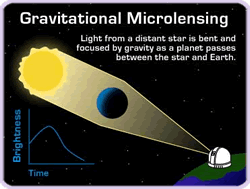 Gravitational Microlensing
Light from a distant star is bent and
focused by gravity as a planet passes
between the star and Earth.
Brightness
Time